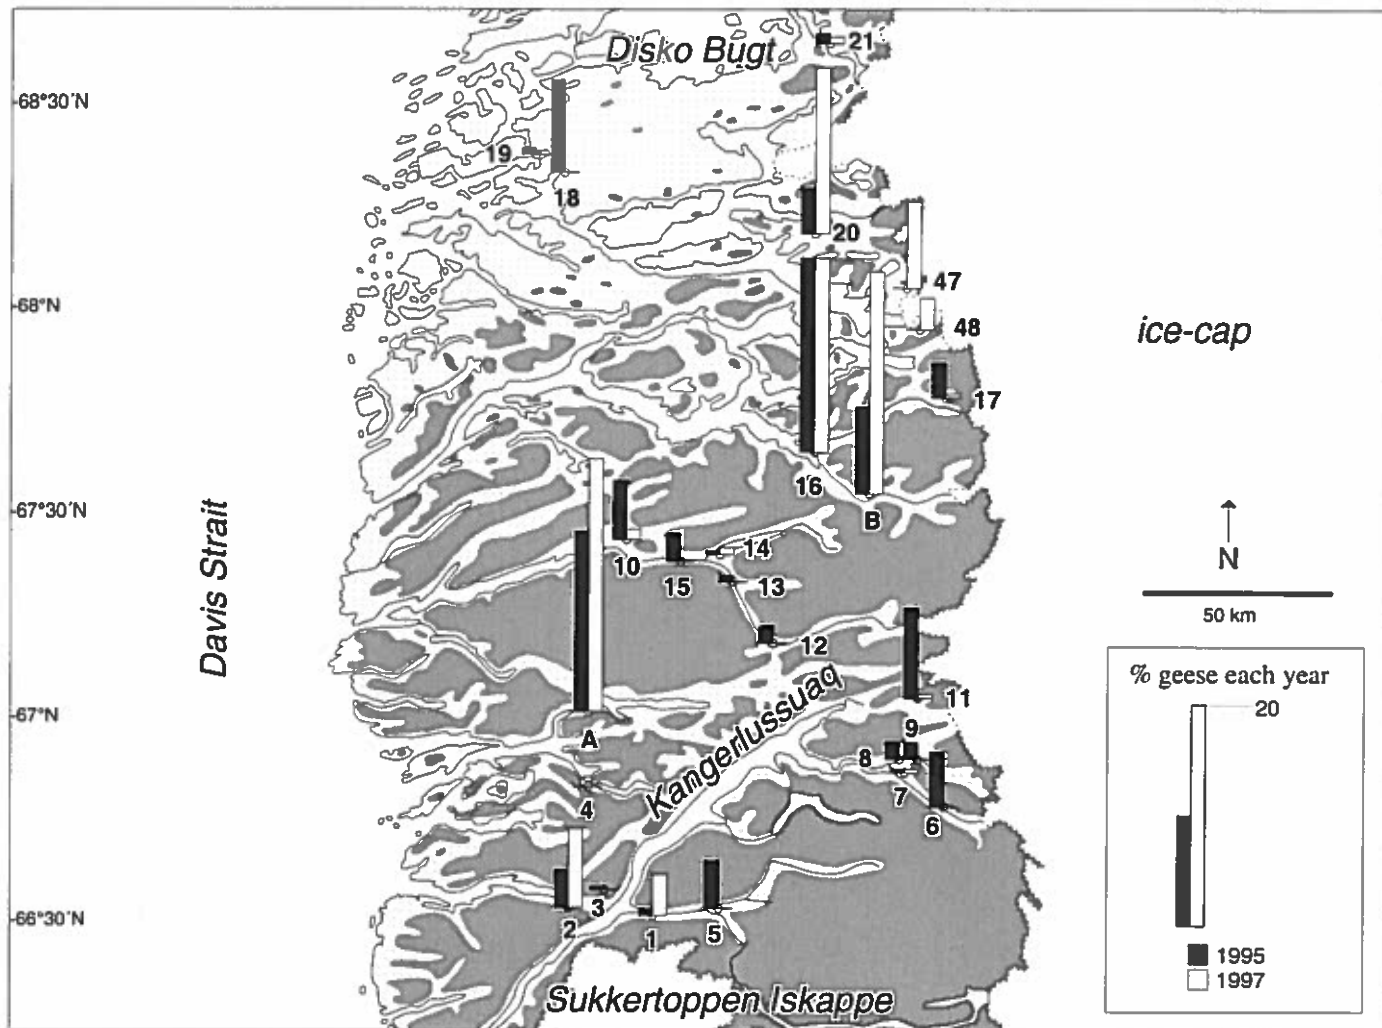 Disko Bugt
21
68°30'N
19
18
20
47
68°N
48
ice-cap
17
16
67°30'N
B
Davis Strait
10
14
15
13
N
50 km
12
Kangerlussuaq
11
% geese each year
20
67°N
A
9
8
7
4
6
3
66°30'N
2
1
5
1995
1997
Sukkertoppen Iskappe